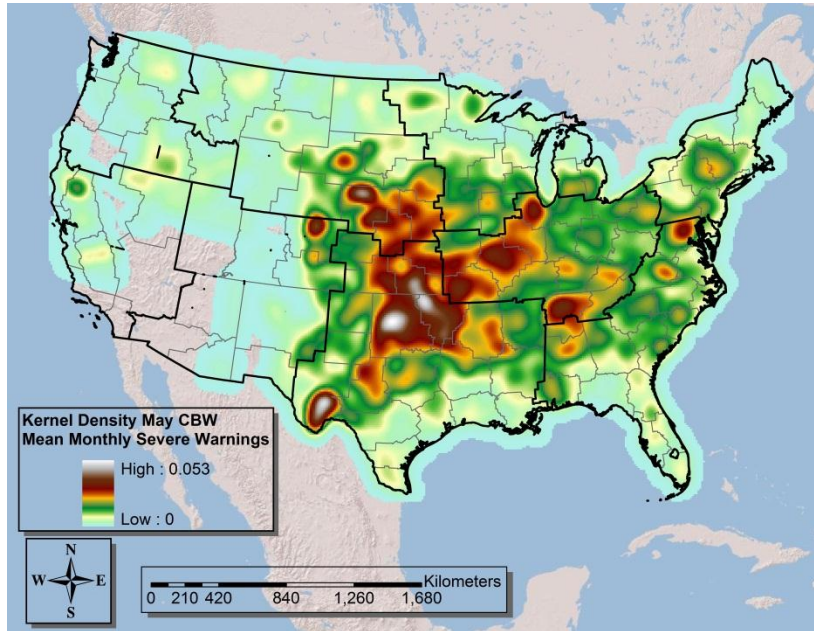 Kernel Density May CBW
Mean Monthly Severe Warnings
High : 0.053
Low : 0
N
W E
S
Kilometers
0 210 420 840 1,260 1,680